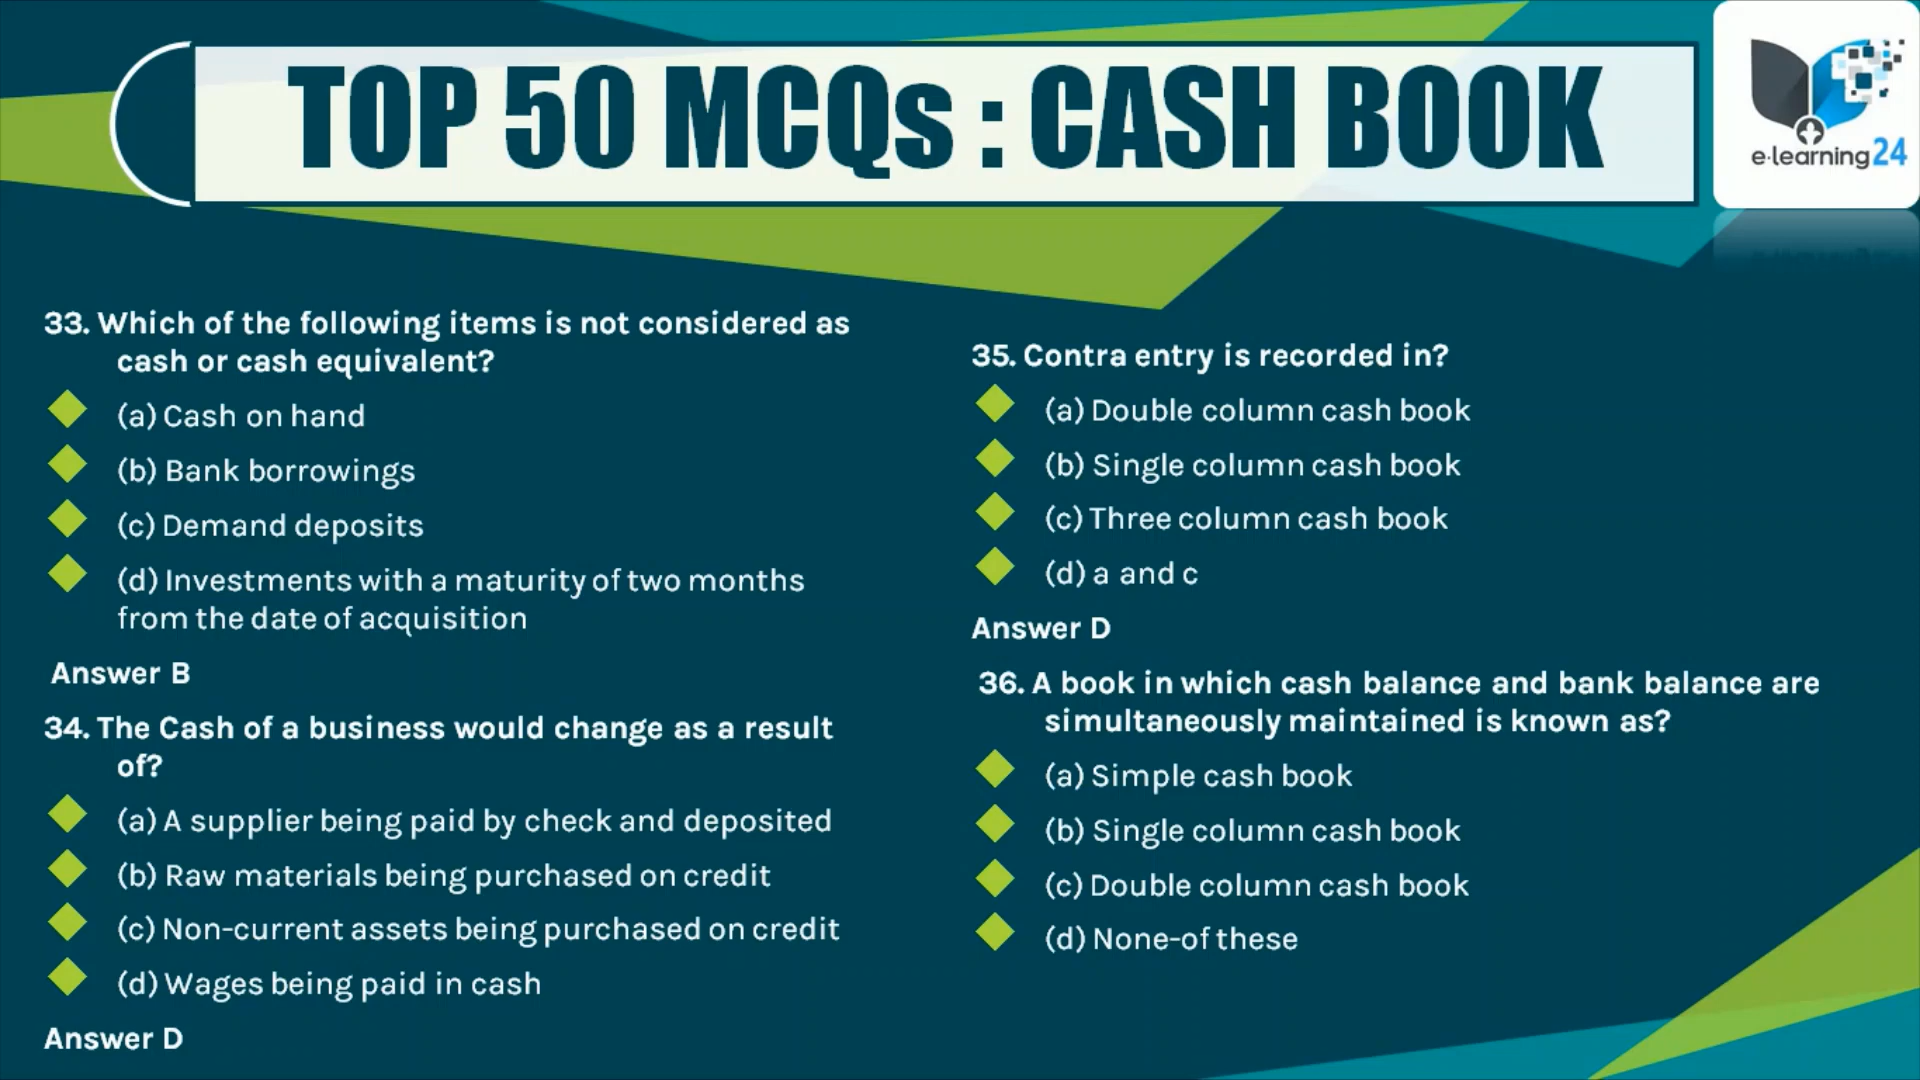 TOP 50 MCQs : CASH BOOK
e-learning24
33. Which of the following items is not considered as
cash or cash equivalent?
(a) Cash on hand
(b) Bank borrowings
(c) Demand deposits
(d) Investments with a maturity of two months
from the date of acquisition
Answer B
34. The Cash of a business would change as a result
of?
(a) A supplier being paid by check and deposited
(b) Raw materials being purchased on credit
(c) Non-current assets being purchased on credit
(d) Wages being paid in cash
Answer D
35. Contra entry is recorded in?
(a) Double column cash book
(b) Single column cash book
(c) Three column cash book
(d) a and c
Answer D
36. A book in which cash balance and bank balance are
simultaneously maintained is known as?
(a) Simple cash book
(b) Single column cash book
(c) Double column cash book
(d) None-of these